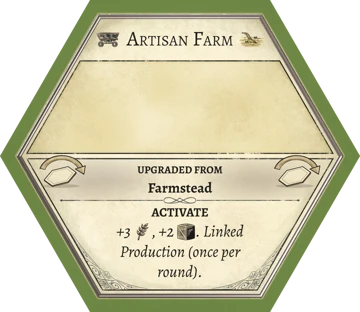 Artisan Farm
UPGRADED FROM
Farmstead
ACTIVATE
+3 , +2 . Linked
Production (once per
round).